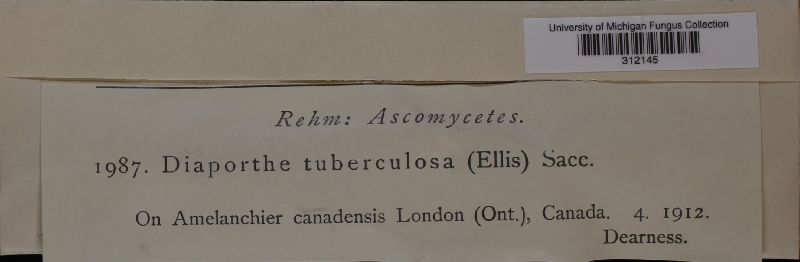 University of Michigan Fungus Collection
312145
Rehm: Ascomycetes.
1987. Diaporthe tuberculosa (Ellis) Sacc.
On Amelanchier canadensis London (Ont.), Canada. 4. 1912.
Dearness.